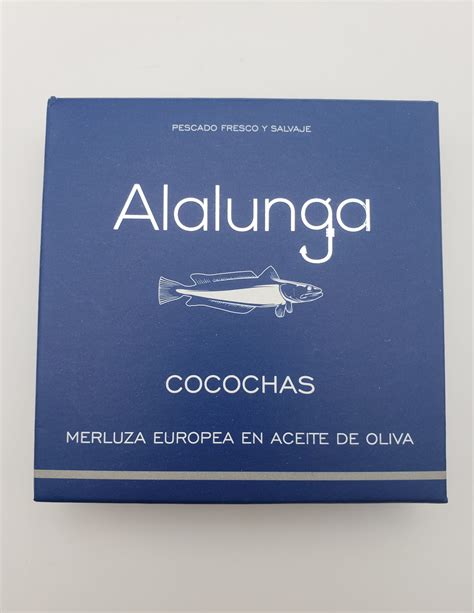 PESCADO FRESCO Y SALVAJE
Alalunga
COCOCHAS
MERLUZA EUROPEA EN ACEITE DE OLIVA